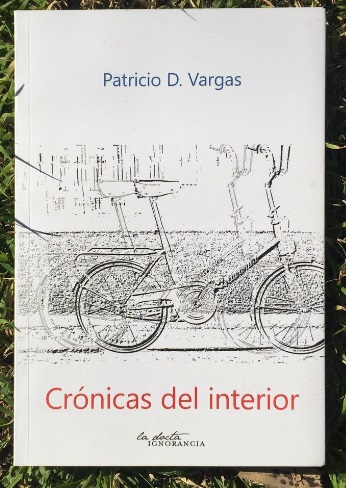 Patricio D. Vargas
Crónicas del interior
la docta
IGNORANCIA